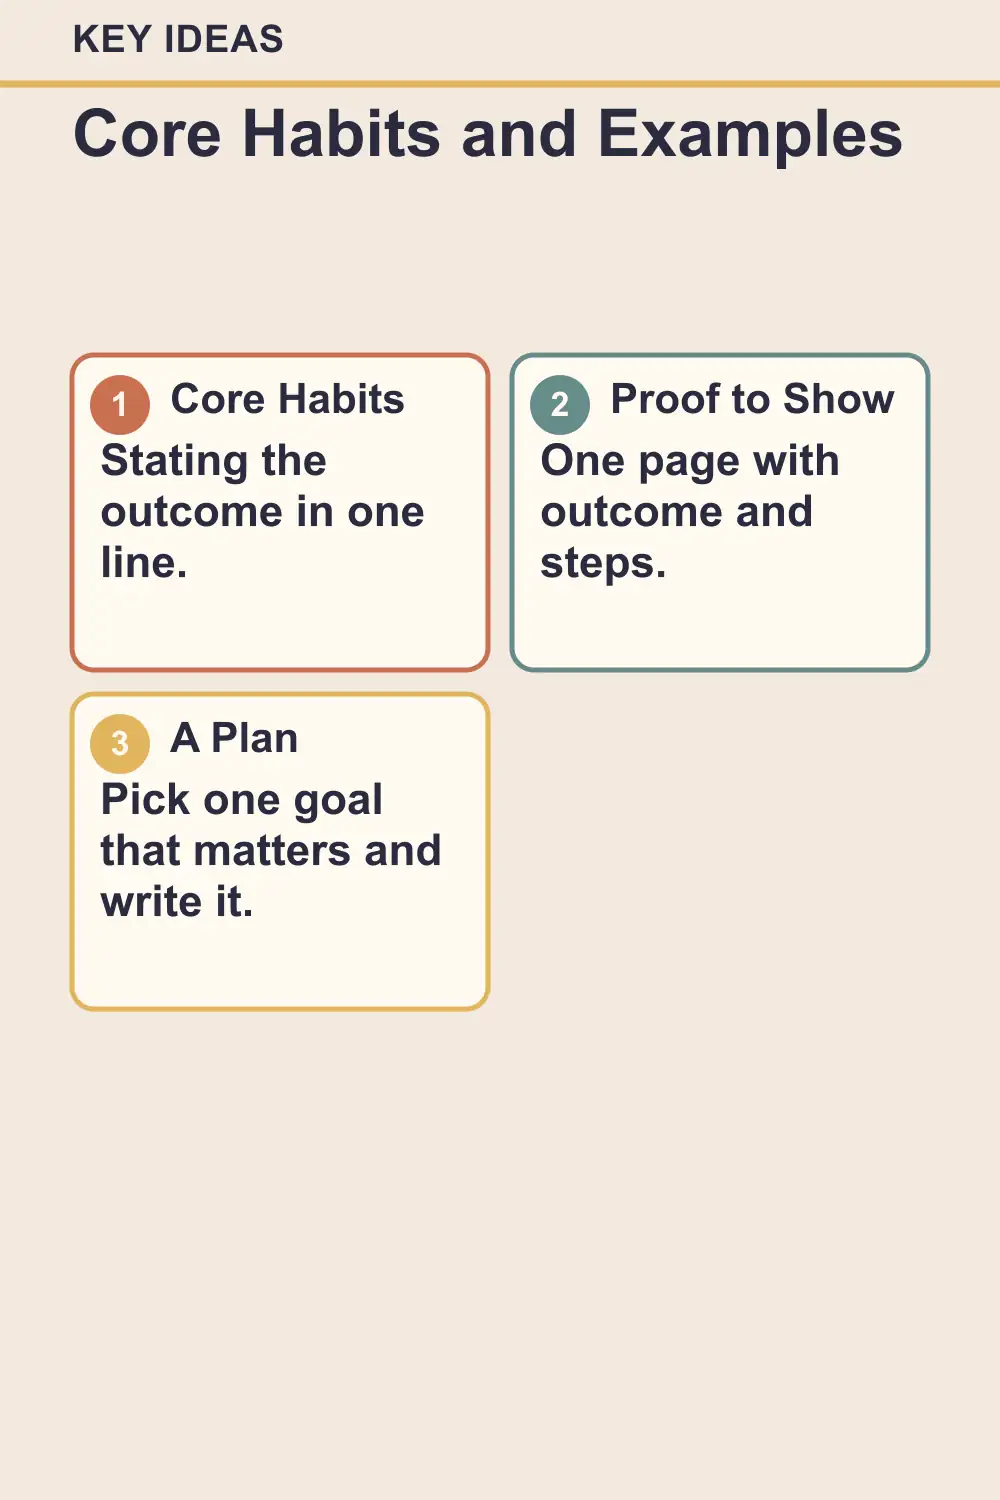 KEY IDEAS
Core Habits and Examples
1 Core Habits
Stating the
outcome in one
line.
2 Proof to Show
One page with
outcome and
steps.
3 A Plan
Pick one goal
that matters and
write it.